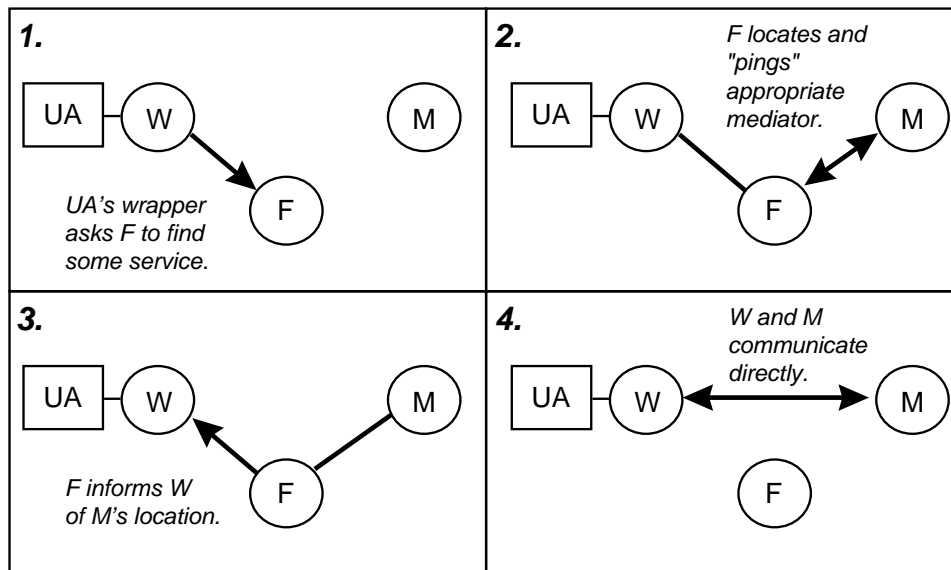 1.
UA
W
M
F
UA's wrapper
asks F to find
some service.
2.
F locates and
"pings"
appropriate
mediator.
UA
W
M
F
3.
UA
W
M
F
F informs W
of M's location.
4.
W and M
communicate
directly.
UA
W
M
F